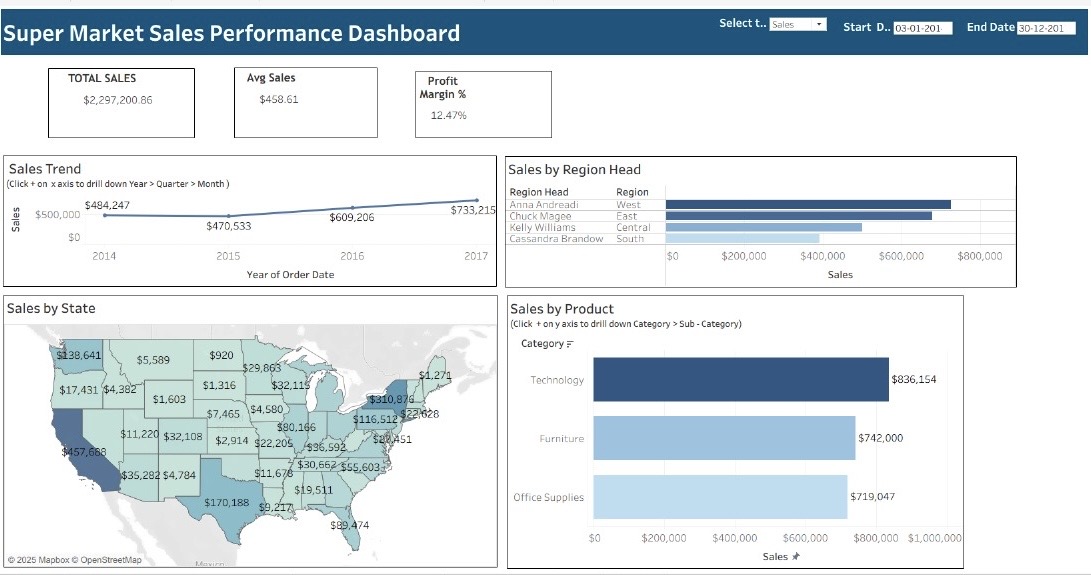 Super Market Sales Performance Dashboard
Select t.. Sales
Start D.. 03-01-201
End Date 30-12-201
TOTAL SALES
$2,297,200.86
Avg Sales
$458.61
Profit
Margin %
12.47%
Sales Trend
(Click + on x axis to drill down Year > Quarter > Month )
Sales
$500,000
$0
$484,247
$470,533
$609,206
$733,215
2014 2015 2016 2017
Year of Order Date
Sales by Region Head
Region Head Region
Anna Andreadi West
Chuck Magee East
Kelly Williams Central
Cassandra Brandow South
$0 $200,000 $400,000 $600,000 $800,000
Sales
Sales by State
$138,641
$5,589
$920
$29,863
$1,271
$17,431
$4,382
$1,316
$32,115
$310,876
$1,603
$7,465
$4,580
$22,628
$116,512
$11,220
$32,108
$2,914
$80,166
$22,205
$36,592
$27,451
$457,688
$35,282
$4,784
$11,678
$30,662
$55,603
$170,188
$9,217
$19,511
$89,474
Mexico
© 2025 Mapbox © OpenStreetMap
Sales by Product
(Click + on y axis to drill down Category > Sub - Category)
Category
Technology
$836,154
Furniture
$742,000
Office Supplies
$719,047
$0 $200,000 $400,000 $600,000 $800,000 $1,000,000
Sales